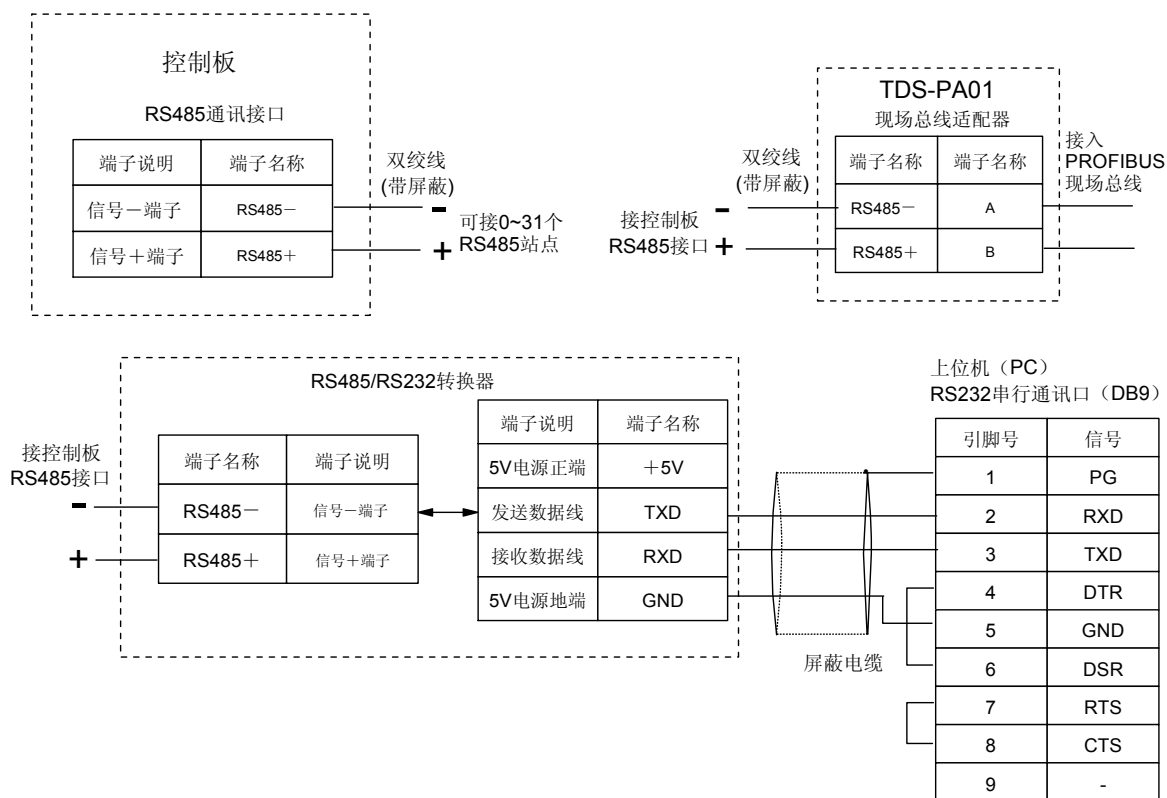 控制板
RS485通讯接口
端子说明 端子名称
信号－端子 RS485－
信号＋端子 RS485＋
双绞线
(带屏蔽)
-
+
可接0~31个
RS485站点
TDS-PA01
现场总线适配器
端子名称 端子名称
RS485－ A
RS485＋ B
双绞线
(带屏蔽)
接控制板
RS485接口
-
+
接入
PROFIBUS
现场总线
RS485/RS232转换器
接控制板
RS485接口
-
+
端子名称 端子说明
RS485－ 信号－端子
RS485＋ 信号＋端子
端子说明 端子名称
5V电源正端 ＋5V
发送数据线 TXD
接收数据线 RXD
5V电源地端 GND
屏蔽电缆
上位机（PC）
RS232串行通讯口（DB9）
引脚号 信号
1 PG
2 RXD
3 TXD
4 DTR
5 GND
6 DSR
7 RTS
8 CTS
9 -